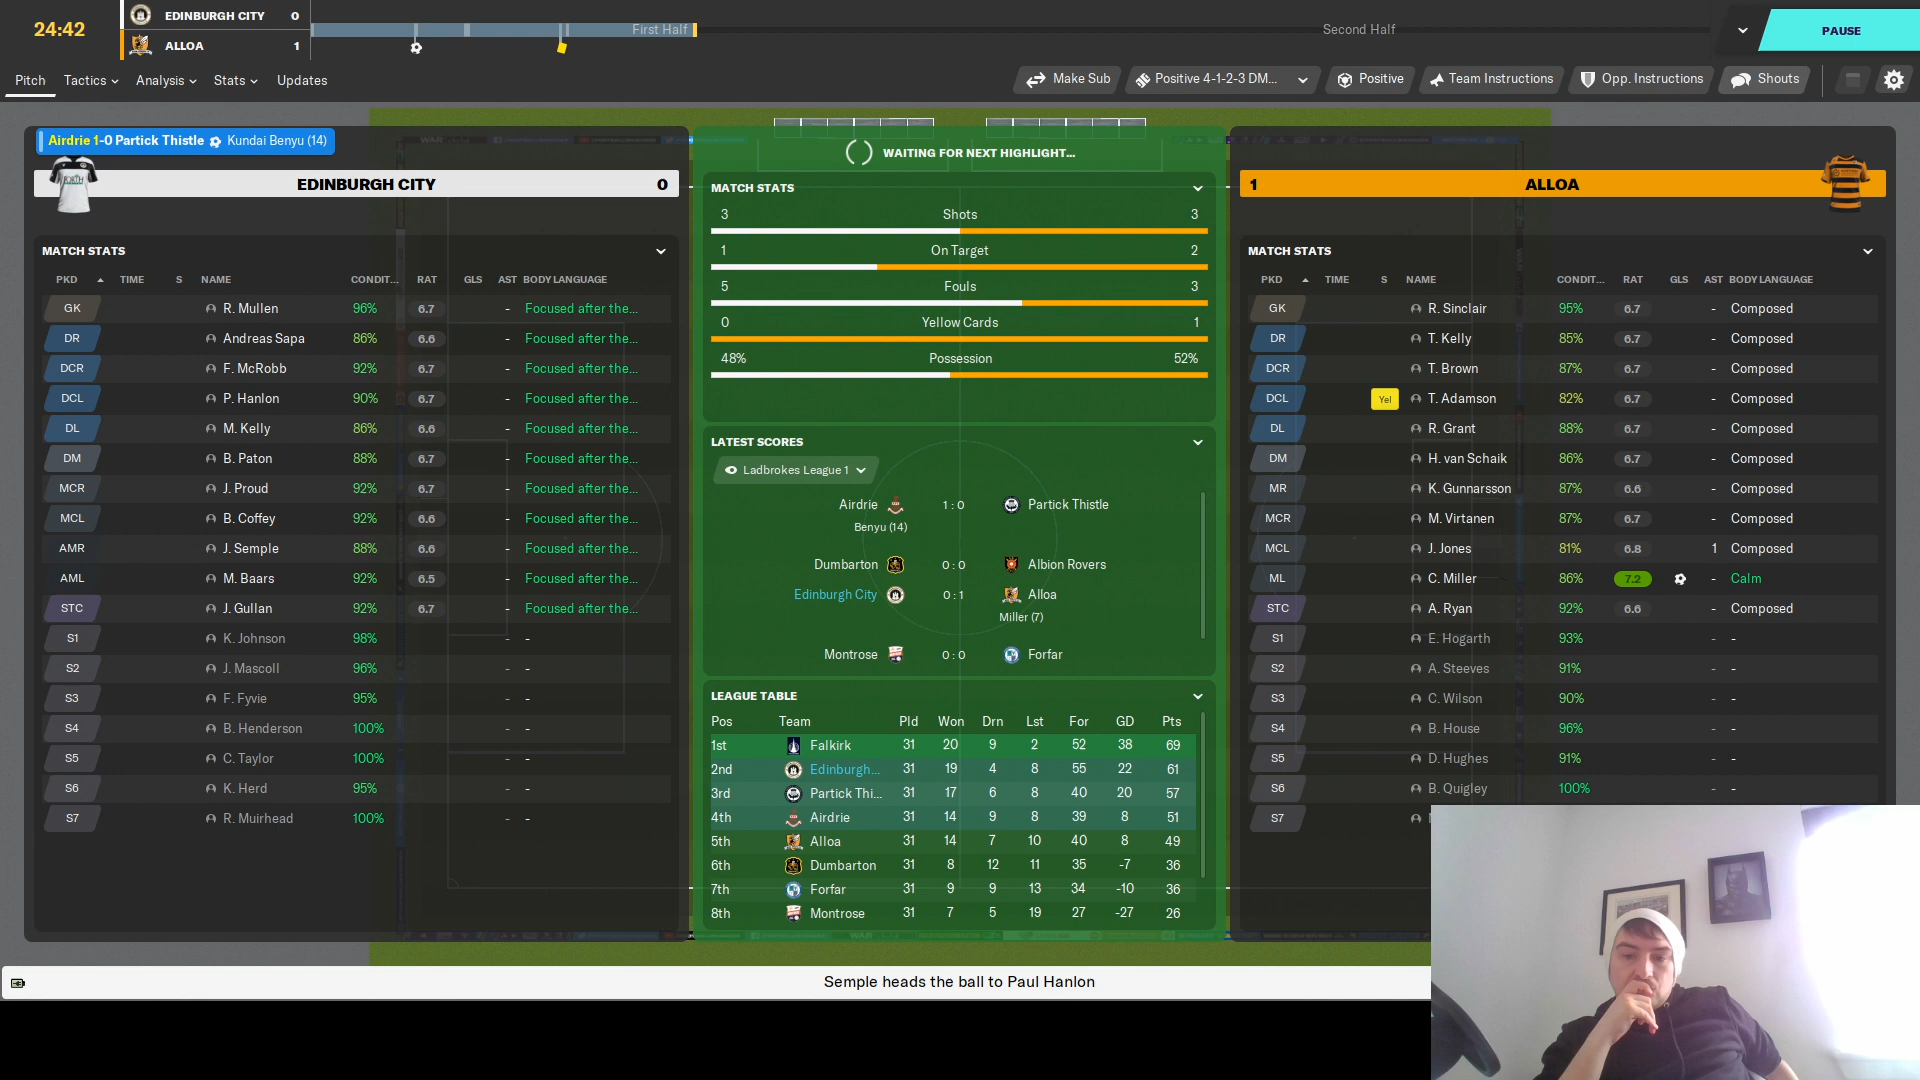 24:42
EDINBURGH CITY 0
ALLOA 1
First Half
Second Half
PAUSE
Pitch Tactics Analysis Stats Updates
Make Sub Positive 4-1-2-3 DM... Positive Team Instructions Opp. Instructions Shouts
Airdrie 1-0 Partick Thistle Kundai Benyu (14)
EDINBURGH CITY 0
MATCH STATS
PKD TIME S NAME CONDIT... RAT GLS AST BODY LANGUAGE
GK R. Mullen 96% 6.7 - Focused after the...
DR Andreas Sapa 86% 6.6 - Focused after the...
DCR F. McRobb 92% 6.7 - Focused after the...
DCL P. Hanlon 90% 6.7 - Focused after the...
DL M. Kelly 86% 6.6 - Focused after the...
DM B. Paton 88% 6.7 - Focused after the...
MCR J. Proud 92% 6.7 - Focused after the...
MCL B. Coffey 92% 6.6 - Focused after the...
AMR J. Semple 88% 6.6 - Focused after the...
AML M. Baars 92% 6.5 - Focused after the...
STC J. Gullan 92% 6.7 - Focused after the...
S1 K. Johnson 98% - -
S2 J. Mascoll 96% - -
S3 F. Fyvie 95% - -
S4 B. Henderson 100% - -
S5 C. Taylor 100% - -
S6 K. Herd 95% - -
S7 R. Muirhead 100% - -
WAITING FOR NEXT HIGHLIGHT...
MATCH STATS
3 Shots 3
1 On Target 2
5 Fouls 3
0 Yellow Cards 1
48% Possession 52%
LATEST SCORES
Ladbrokes League 1
Airdrie 1 : 0 Partick Thistle
Benyu (14)
Dumbarton 0 : 0 Albion Rovers
Edinburgh City 0 : 1 Alloa
Miller (7)
Montrose 0 : 0 Forfar
LEAGUE TABLE
Pos Team Pld Won Drn Lst For GD Pts
1st Falkirk 31 20 9 2 52 38 69
2nd Edinburgh... 31 19 4 8 55 22 61
3rd Partick Thi... 31 17 6 8 40 20 57
4th Airdrie 31 14 9 8 39 8 51
5th Alloa 31 14 7 10 40 8 49
6th Dumbarton 31 8 12 11 35 -7 36
7th Forfar 31 9 9 13 34 -10 36
8th Montrose 31 7 5 19 27 -27 26
1 ALLOA
MATCH STATS
PKD TIME S NAME CONDIT... RAT GLS AST BODY LANGUAGE
GK R. Sinclair 95% 6.7 - Composed
DR T. Kelly 85% 6.7 - Composed
DCR T. Brown 87% 6.7 - Composed
DCL Yel T. Adamson 82% 6.7 - Composed
DL R. Grant 88% 6.7 - Composed
DM H. van Schaik 86% 6.7 - Composed
MR K. Gunnarsson 87% 6.6 - Composed
MCR M. Virtanen 87% 6.7 - Composed
MCL J. Jones 81% 6.8 1 Composed
ML C. Miller 86% 7.2 - Calm
STC A. Ryan 92% 6.6 - Composed
S1 E. Hogarth 93% - -
S2 A. Steeves 91% - -
S3 C. Wilson 90% - -
S4 B. House 96% - -
S5 D. Hughes 91% - -
S6 B. Quigley 100% - -
S7
Semple heads the ball to Paul Hanlon